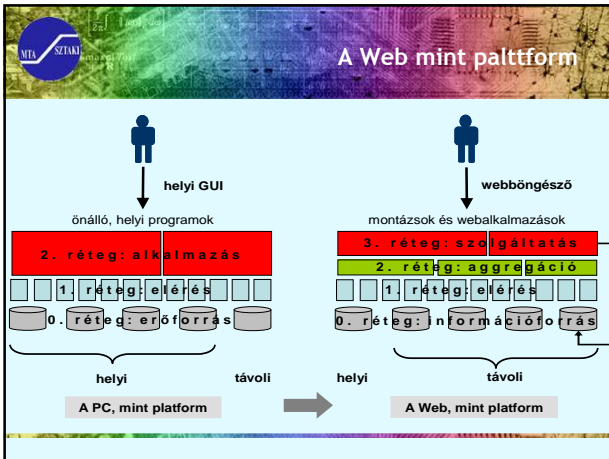 MTA SZTAKI
A Web mint palttform
helyi GUI
önálló, helyi programok
2. réteg: alkalmazás
1. réteg: elérés
0. réteg: erőforrás
helyi
távoli
A PC, mint platform
webböngésző
montázsok és webalkalmazások
3. réteg: szolgáltatás
2. réteg: aggregáció
1. réteg: elérés
0. réteg: információforrás
helyi
távoli
A Web, mint platform